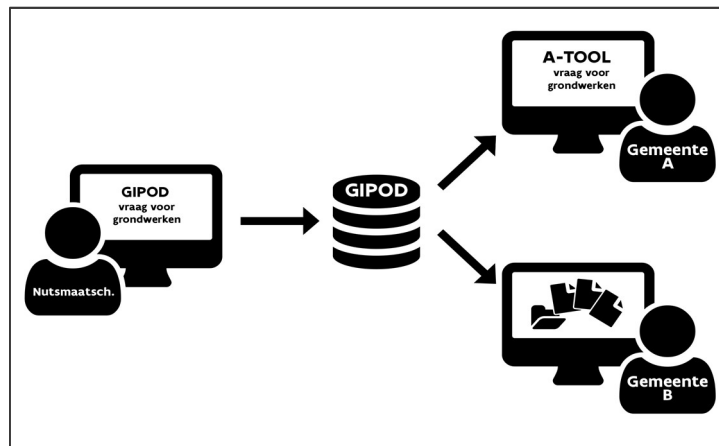 GIPOD
vraag voor
grondwerken
Nutsmaatsch.
GIPOD
A-TOOL
vraag voor
grondwerken
Gemeente
A
Gemeente
B